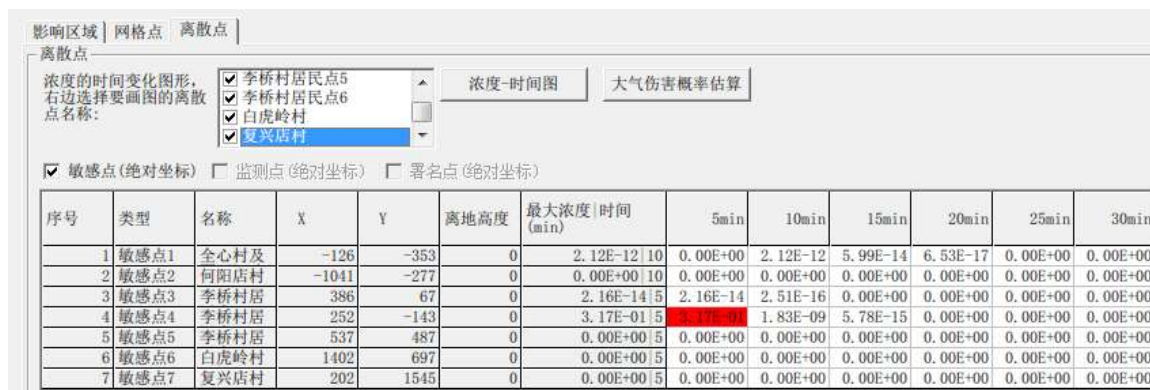 影响区域 网格点 离散点
离散点
浓度的时间变化图形，
右边选择要画图的离散
点名称：
李桥村居民点5
李桥村居民点6
白虎岭村
复兴店村
浓度-时间图
大气伤害概率估算
敏感点(绝对坐标) 监测点(绝对坐标) 署名点(绝对坐标)
序号 类型 名称 X Y 离地高度 最大浓度|时间(min) 5min 10min 15min 20min 25min 30min
1 敏感点1 全心村及 -126 -353 0 2.12E-12|10 0.00E+00 2.12E-12 5.99E-14 6.53E-17 0.00E+00 0.00E+00
2 敏感点2 何阳店村 -1041 -277 0 0.00E+00|10 0.00E+00 0.00E+00 0.00E+00 0.00E+00 0.00E+00 0.00E+00
3 敏感点3 李桥村居 386 67 0 2.16E-14|5 2.16E-14 2.51E-16 0.00E+00 0.00E+00 0.00E+00 0.00E+00
4 敏感点4 李桥村居 252 -143 0 3.17E-01|5 3.17E-01 1.83E-09 5.78E-15 0.00E+00 0.00E+00 0.00E+00
5 敏感点5 李桥村居 537 487 0 0.00E+00|5 0.00E+00 0.00E+00 0.00E+00 0.00E+00 0.00E+00 0.00E+00
6 敏感点6 白虎岭村 1402 697 0 0.00E+00|5 0.00E+00 0.00E+00 0.00E+00 0.00E+00 0.00E+00 0.00E+00
7 敏感点7 复兴店村 202 1545 0 0.00E+00|5 0.00E+00 0.00E+00 0.00E+00 0.00E+00 0.00E+00 0.00E+00